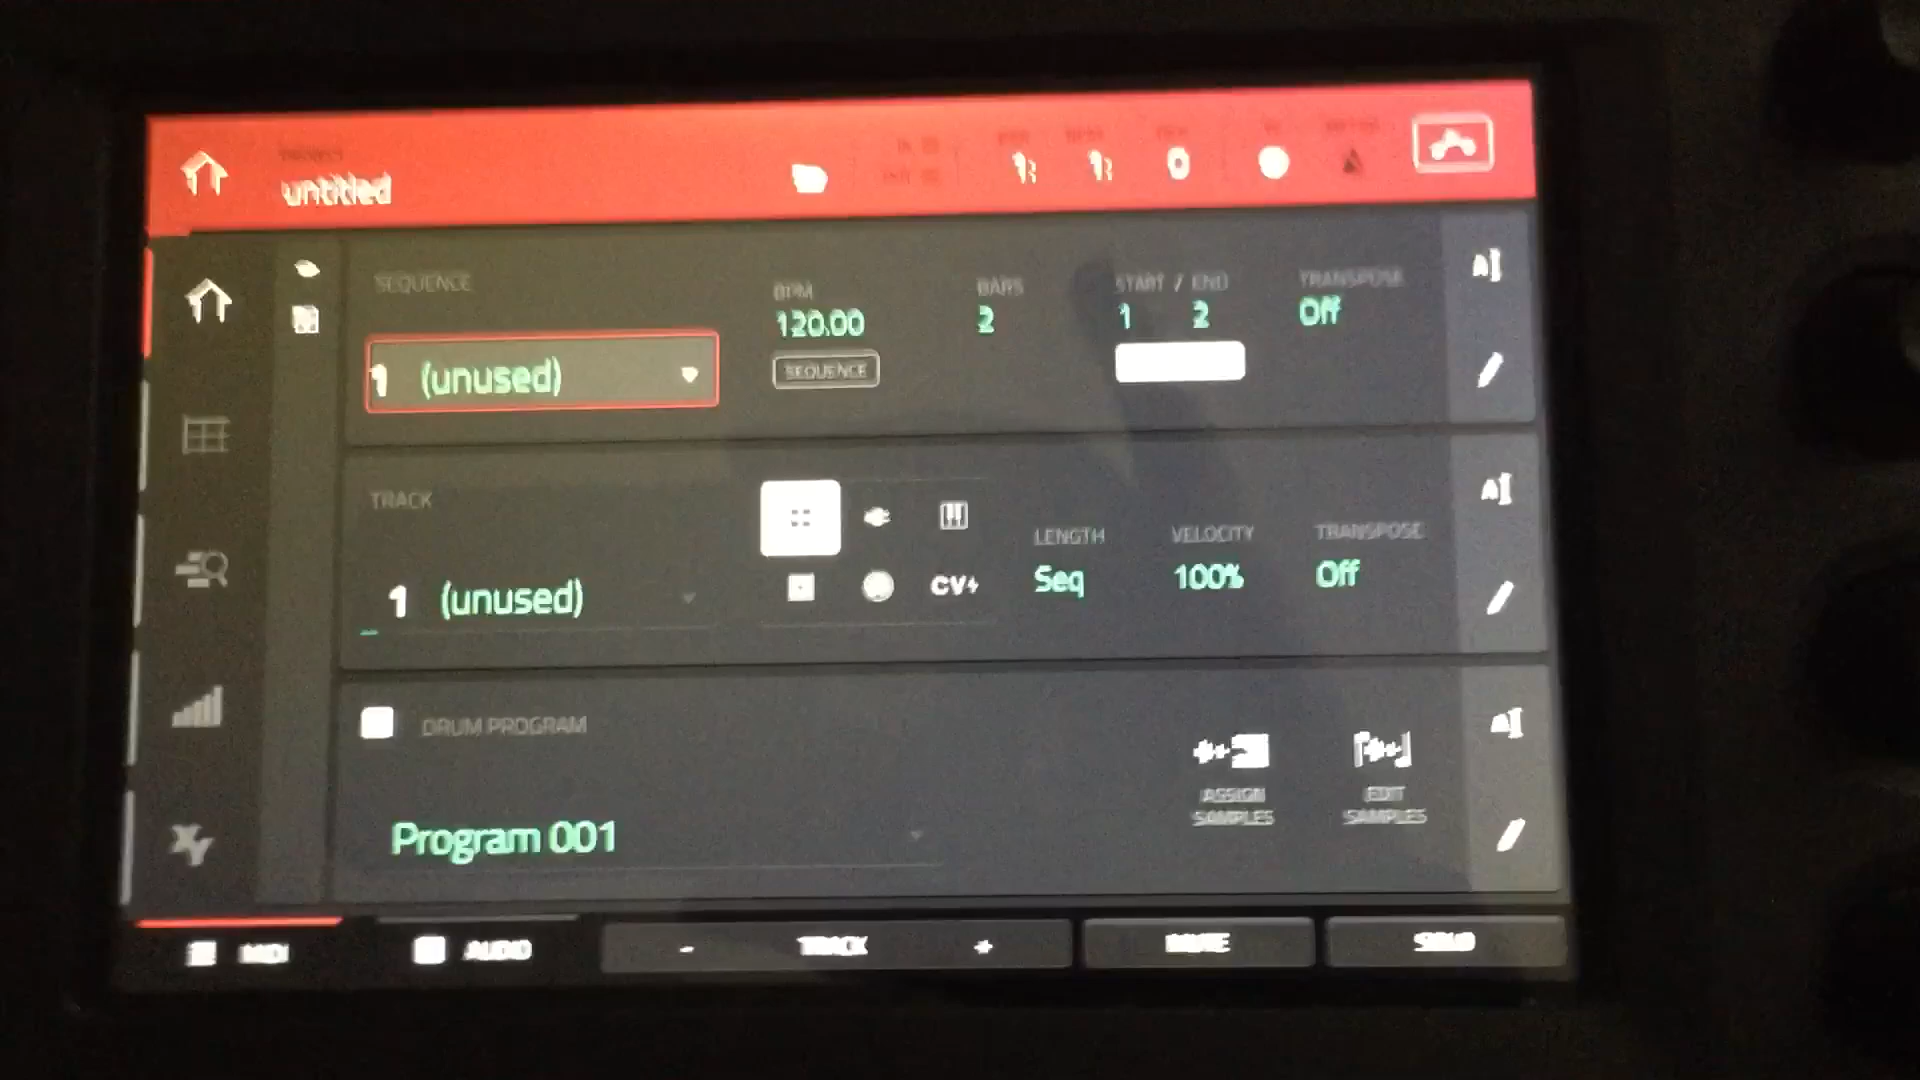 PROJECT
untitled
SEQUENCE
BPM
BARS
START / END
TRANSPOSE
120.00
2
1 2
Off
SEQUENCE
1 (unused)
TRACK
LENGTH
VELOCITY
TRANSPOSE
1 (unused)
CV
Seq
100%
Off
DRUM PROGRAM
Program 001
ASSIGN
SAMPLES
EDIT
SAMPLES
XY
MIDI
AUDIO
- TRACK +
MUTE
SOLO